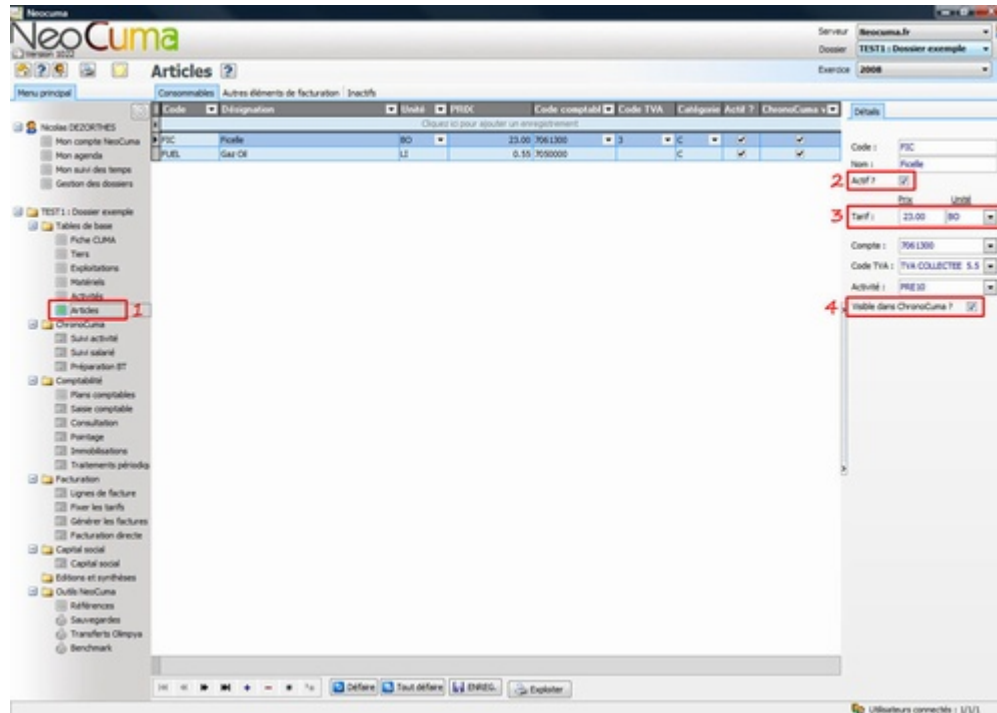 Neocuma
NeoCuma
Version 1022
Serveur Neocuma.fr
Dossier TEST1 : Dossier exemple
Exercice 2008
Articles
Menu principal
Consommables Autres éléments de facturation Inactifs
Code Désignation Unité PRIX Code comptabl Code TVA Catégorie Actif ? ChronoCuma v
Cliquez ici pour ajouter un enregistrement
FIC Ficelle BO 23.00 7061300 3 C
FUEL Gaz Oil LI 0.55 7050000 C
Nicolas DEZORTHES
Mon compte NeoCuma
Mon agenda
Mon suivi des temps
Gestion des dossiers
TEST1 : Dossier exemple
Tables de base
Fiche CUMA
Tiers
Exploitations
Matériels
Activités
Articles 1
ChronoCuma
Suivi activité
Suivi salarié
Préparation BT
Comptabilité
Plans comptables
Saisie comptable
Consultation
Pointage
Immobilisations
Traitements périodiq
Facturation
Lignes de facture
Fixer les tarifs
Générer les factures
Facturation directe
Capital social
Capital social
Editions et synthèses
Outils NeoCuma
Références
Sauvegardes
Transferts Olimpya
Benchmark
Détails
Code : FIC
Nom : Ficelle
2 Actif ?
Prix Unité
3 Tarif : 23.00 BO
Compte : 7061300
Code TVA : TVA COLLECTEE 5.5
Activité : PRE10
4 Visible dans ChronoCuma ?
Défaire Tout défaire ENREG. Exploiter
Utilisateurs connectés : 1/1/1